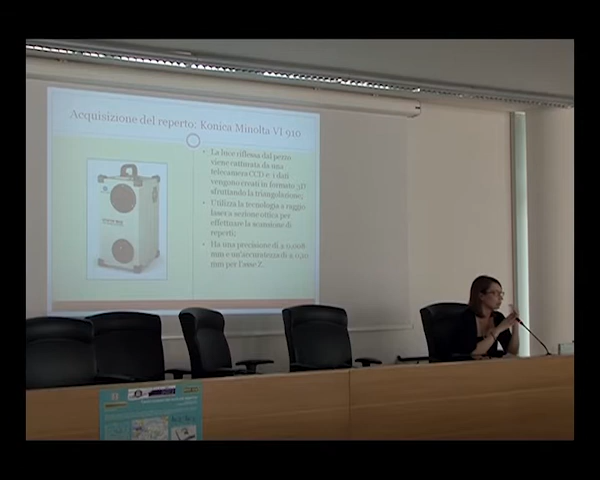 Acquisizione del reperto: Konica Minolta VI 910
• La luce riflessa dal pezzo
viene catturata da una
telecamera CCD e i dati
vengono creati in formato 3D
sfruttando la triangolazione;
• Utilizza la tecnologia a raggio
laser a sezione ottica per
effettuare la scansione di
reperti;
• Ha una precisione di ± 0.008
mm e un'accuratezza di ±
mm per l'asse Z.